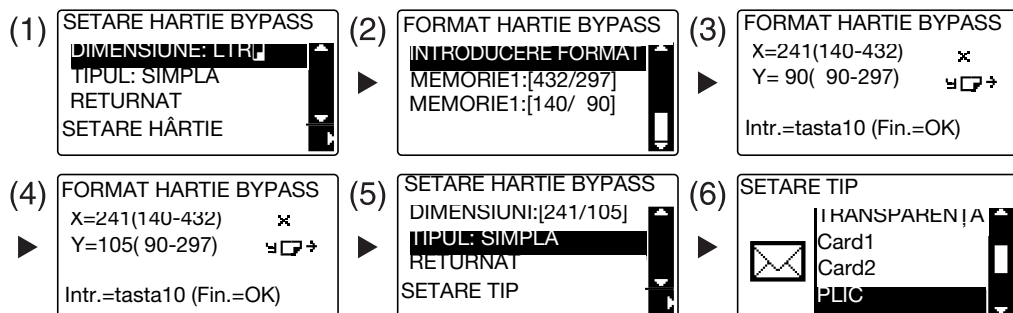 (1)
SETARE HARTIE BYPASS
DIMENSIUNE: LTR
TIPUL: SIMPLA
RETURNAT
SETARE HÂRTIE
(2)
FORMAT HARTIE BYPASS
INTRODUCERE FORMAT
MEMORIE1:[432/297]
MEMORIE1:[140/ 90]
(3)
FORMAT HARTIE BYPASS
X=241(140-432) X
Y= 90( 90-297) Y
Intr.=tasta10 (Fin.=OK)
(4)
FORMAT HARTIE BYPASS
X=241(140-432) X
Y=105( 90-297) Y
Intr.=tasta10 (Fin.=OK)
(5)
SETARE HARTIE BYPASS
DIMENSIUNI:[241/105]
TIPUL: SIMPLA
RETURNAT
SETARE TIP
(6)
SETARE TIP
TRANSPARENȚA
Card1
Card2
PLIC